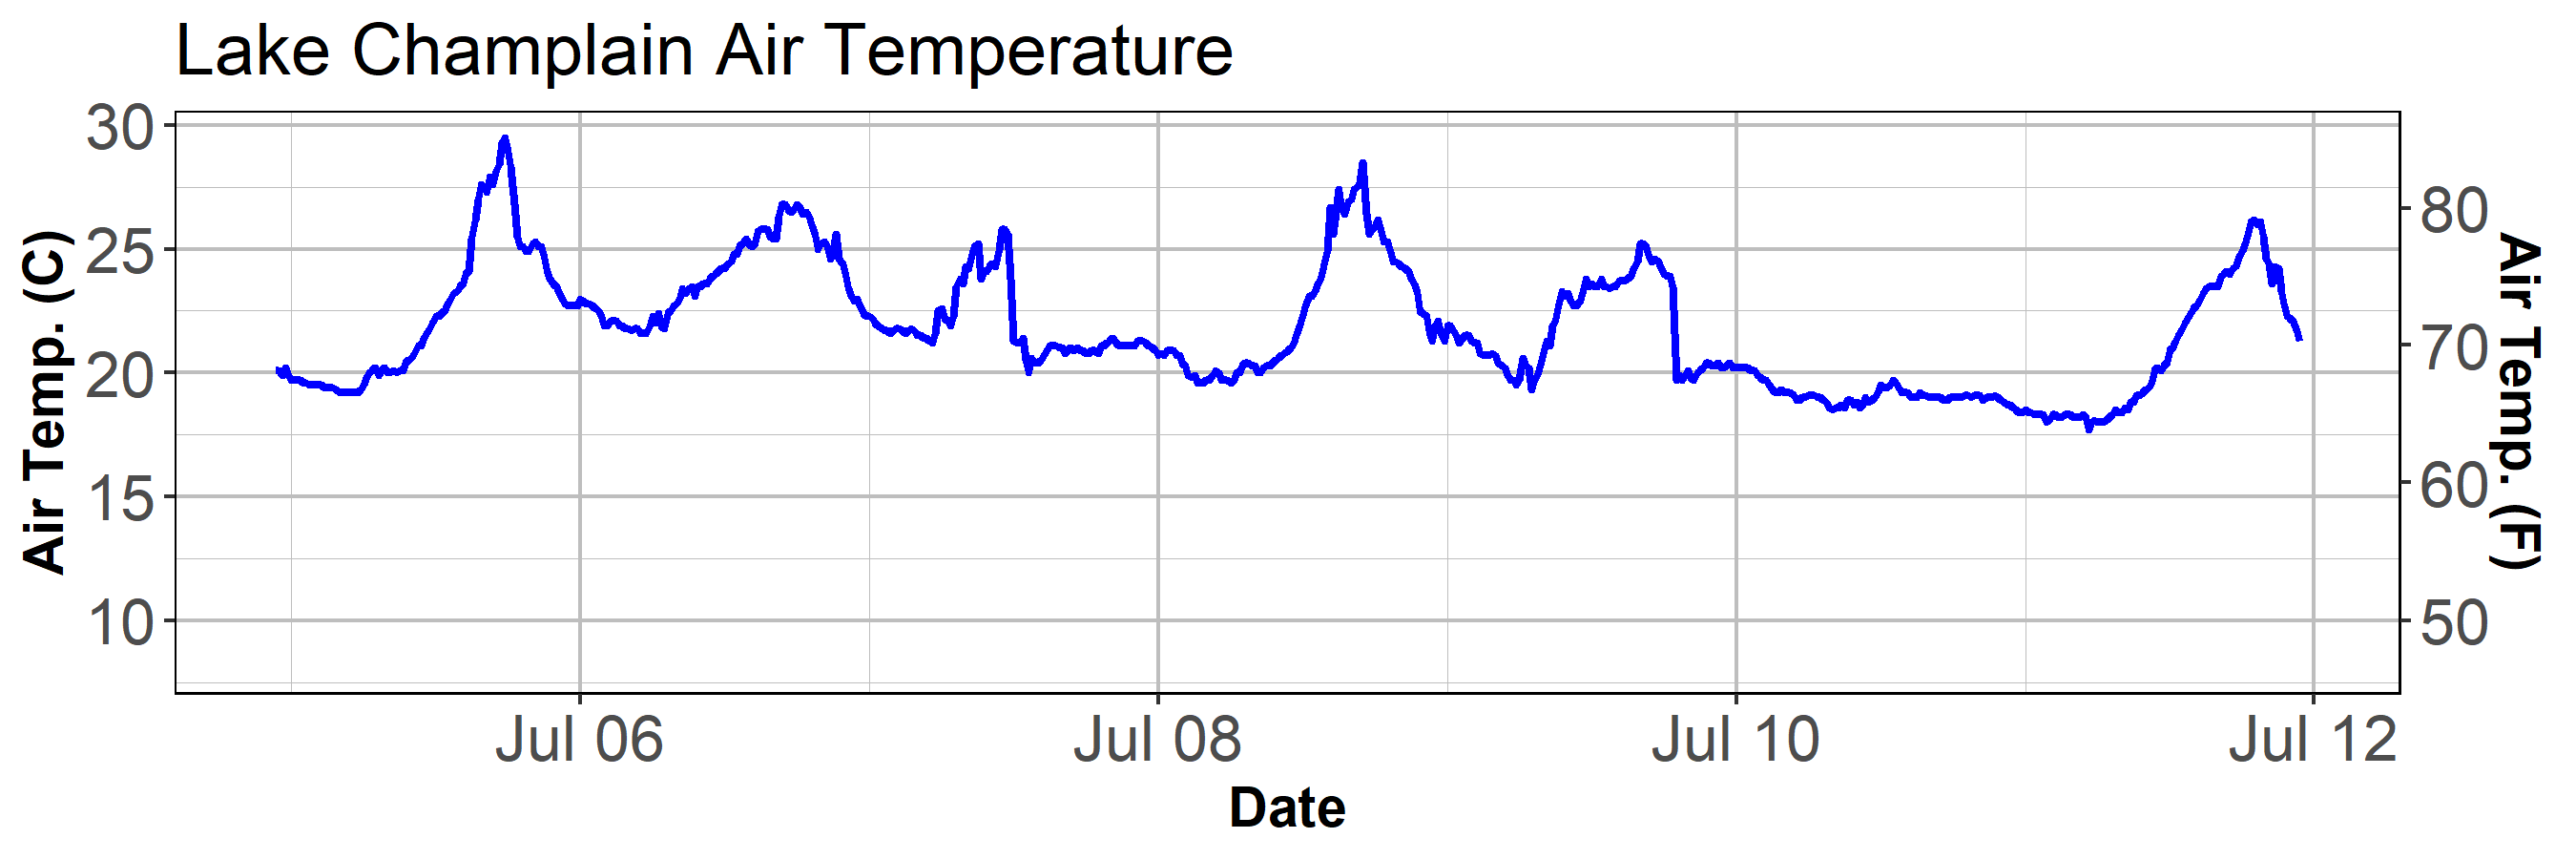 Lake Champlain Air Temperature
30
25
20
15
10
Air Temp. (C)
80
70
60
50
Air Temp. (F)
Jul 06
Jul 08
Jul 10
Jul 12
Date